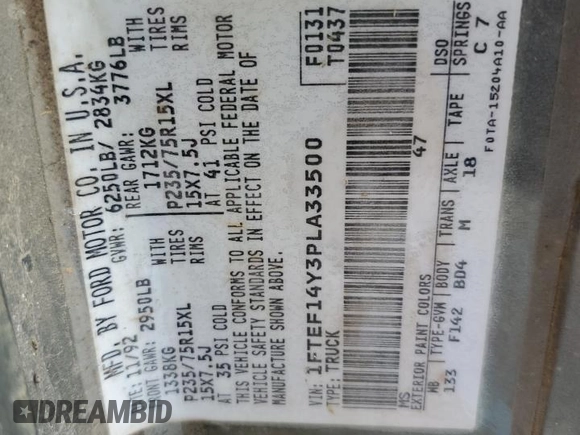 MFD. BY FORD MOTOR CO. IN U.S.A.
DATE: 11/92 GVWR: 6250LB/ 2834KG
FRONT GAWR: 2950LB REAR GAWR: 3776LB
1338KG WITH 1712KG WITH
P235/75R15XL TIRES P235/75R15XL TIRES
15X7.5J RIMS 15X7.5J RIMS
AT 35 PSI COLD AT 41 PSI COLD
THIS VEHICLE CONFORMS TO ALL APPLICABLE FEDERAL MOTOR
VEHICLE SAFETY STANDARDS IN EFFECT ON THE DATE OF
MANUFACTURE SHOWN ABOVE.
F0131
T0437
VIN: 1FTEF14Y3PLA33500
TYPE: TRUCK
MS 47
EXTERIOR PAINT COLORS DSO
WB TYPE-GVM BODY TRANS AXLE TAPE SPRINGS
133 F142 BD4 M 18 C 7
F0TA-15204A10-AA
DREAMBID